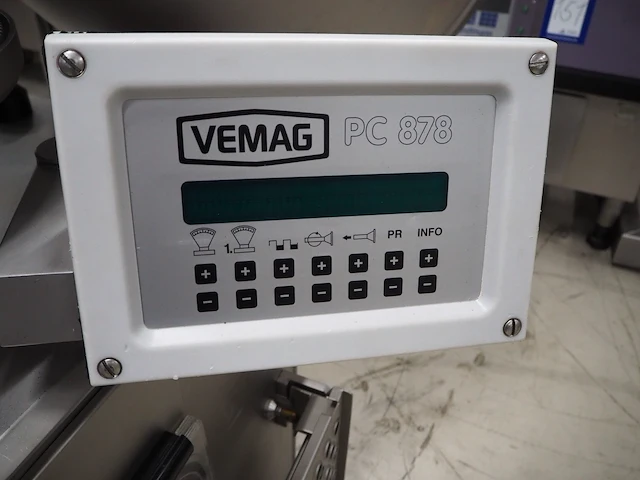 VEMAG PC 878
1.
PR INFO
+ + + + + + +
- - - - - - -